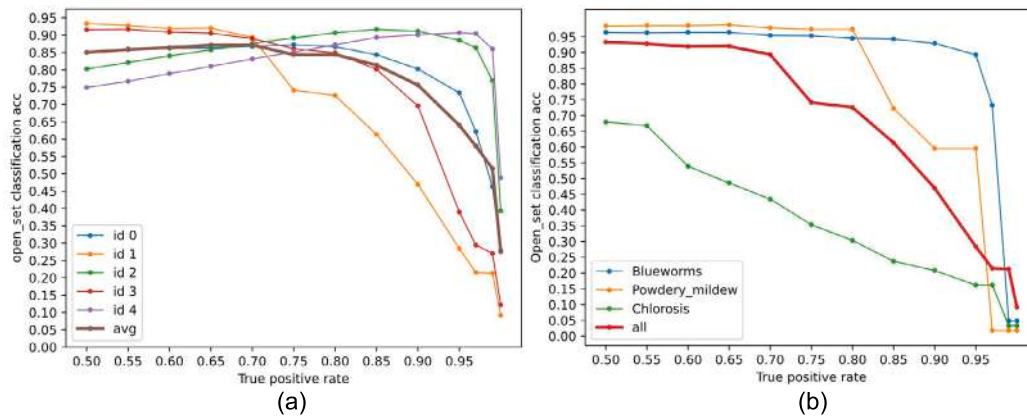 0.95
0.90
0.85
0.80
0.75
0.70
0.65
0.60
0.55
0.50
0.45
0.40
0.35
0.30
0.25
0.20
0.15
0.10
0.05
0.00
open_set classification acc
id 0
id 1
id 2
id 3
id 4
avg
0.50 0.55 0.60 0.65 0.70 0.75 0.80 0.85 0.90 0.95
True positive rate
(a)
0.95
0.90
0.85
0.80
0.75
0.70
0.65
0.60
0.55
0.50
0.45
0.40
0.35
0.30
0.25
0.20
0.15
0.10
0.05
0.00
Open_set classification acc
Blueworms
Powdery_mildew
Chlorosis
all
0.50 0.55 0.60 0.65 0.70 0.75 0.80 0.85 0.90 0.95
True positive rate
(b)